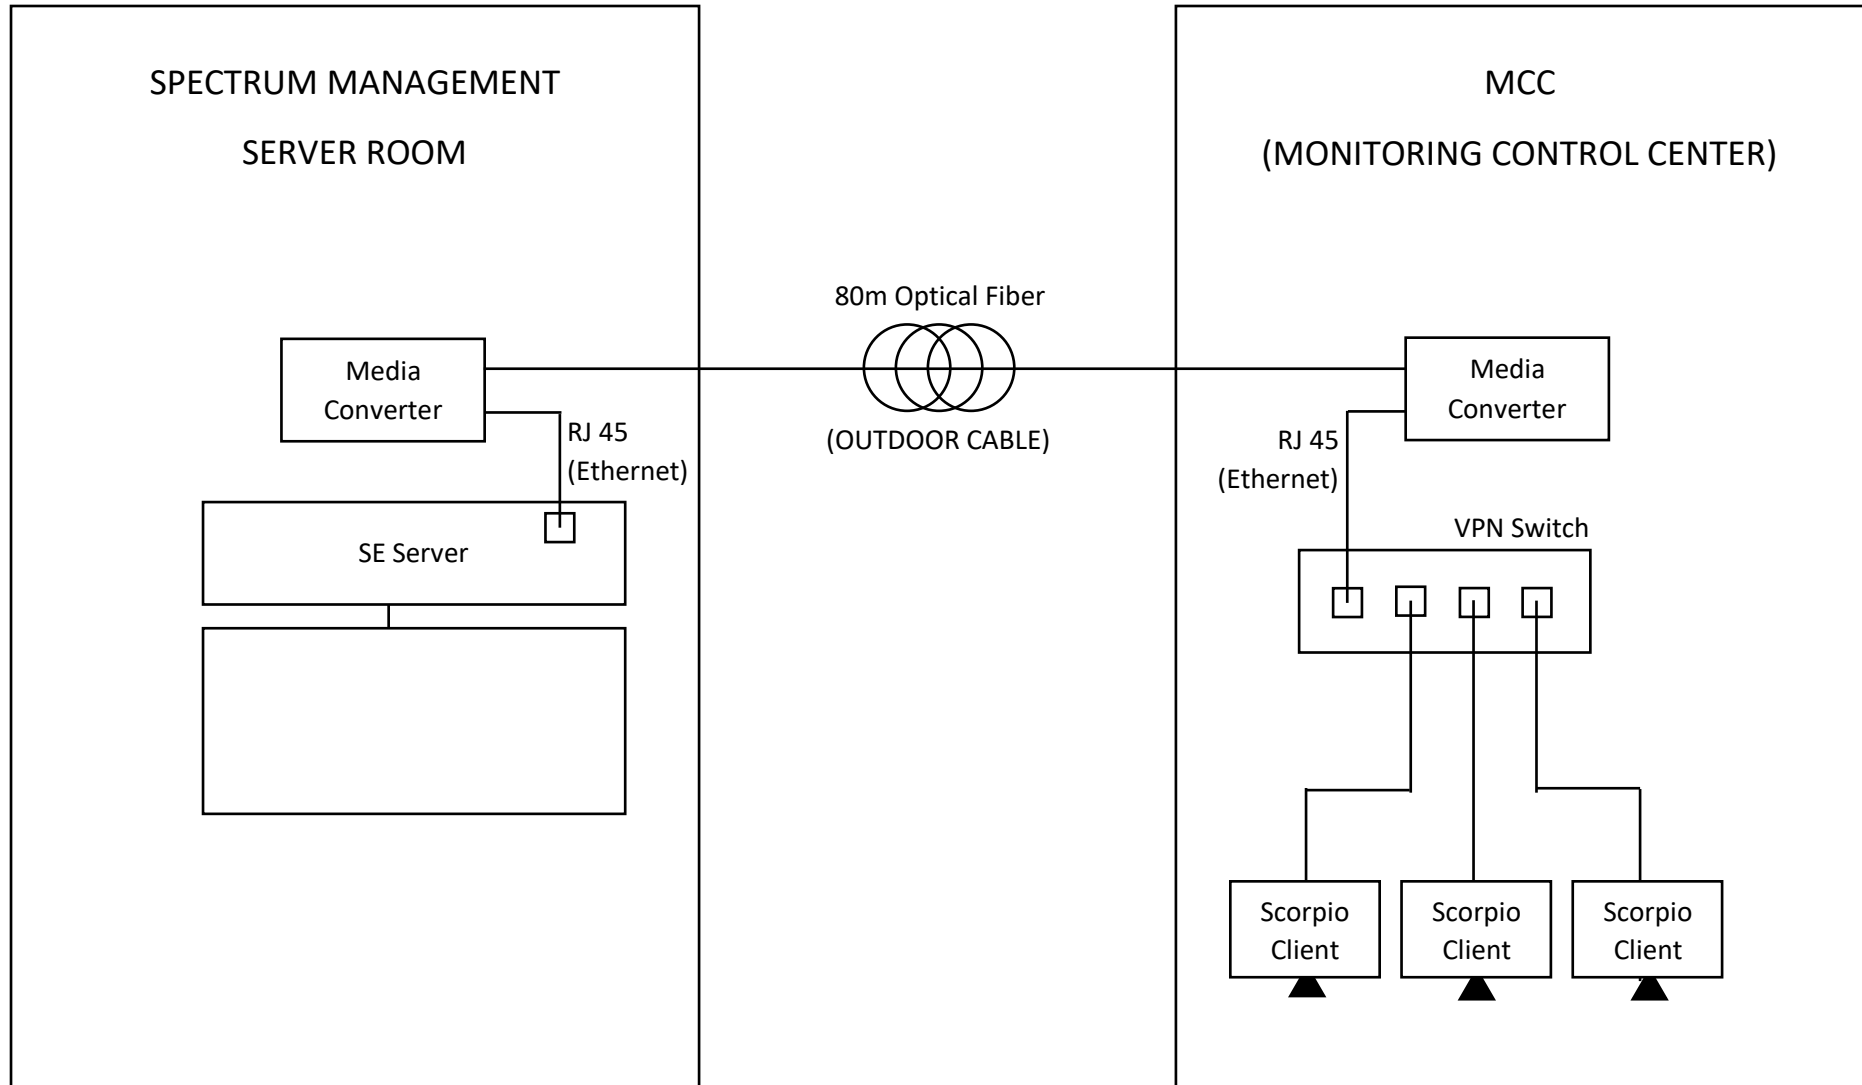 SPECTRUM MANAGEMENT
SERVER ROOM
MCC
(MONITORING CONTROL CENTER)
80m Optical Fiber
(OUTDOOR CABLE)
Media
Converter
RJ 45
(Ethernet)
SE Server
Media
Converter
RJ 45
(Ethernet)
VPN Switch
Scorpio
Client
Scorpio
Client
Scorpio
Client